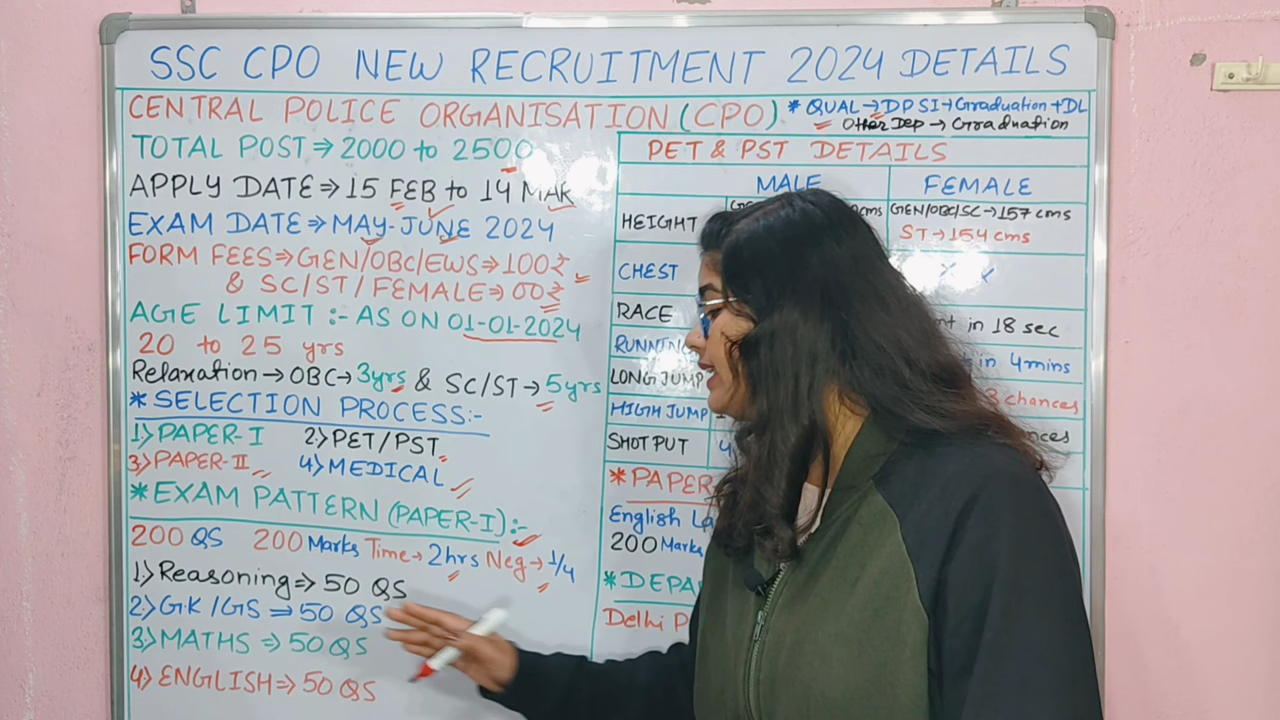 SSC CPO NEW RECRUITMENT 2024 DETAILS
CENTRAL POLICE ORGANISATION (CPO)
* QUAL → DP SI → Graduation + DL
Other Dep → Graduation
TOTAL POST ⇒ 2000 to 2500
APPLY DATE ⇒ 15 FEB to 14 MAR
EXAM DATE ⇒ MAY-JUNE 2024
FORM FEES ⇒ GEN/OBC/EWS ⇒ 100₹
& SC/ST/FEMALE ⇒ 00₹
AGE LIMIT :- AS ON 01-01-2024
20 to 25 yrs
Relaxation → OBC → 3yrs & SC/ST → 5yrs
* SELECTION PROCESS:-
1.> PAPER-I 2.> PET/PST
3.> PAPER-II 4.> MEDICAL
* EXAM PATTERN (PAPER-I) :-
200 QS 200 Marks Time → 2hrs Neg → 1/4
1.> Reasoning ⇒ 50 QS
2.> G.K/GS ⇒ 50 QS
3.> MATHS ⇒ 50 QS
4.> ENGLISH ⇒ 50 QS
PET & PST DETAILS
MALE FEMALE
HEIGHT GEN/OBC/SC → 157 cms
ST → 154 cms
CHEST X X
RACE in 18 sec
RUNNING in 4 mins
LONG JUMP 3 chances
HIGH JUMP
SHOT PUT
* PAPER
English
200 Marks
Delhi